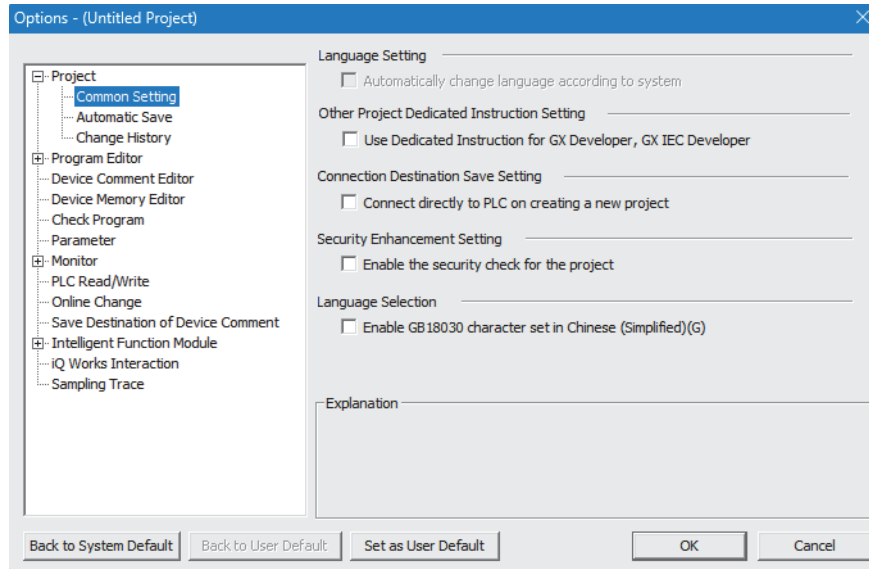 Options - (Untitled Project)
Project
Common Setting
Automatic Save
Change History
Program Editor
Device Comment Editor
Device Memory Editor
Check Program
Parameter
Monitor
PLC Read/Write
Online Change
Save Destination of Device Comment
Intelligent Function Module
iQ Works Interaction
Sampling Trace
Language Setting
Automatically change language according to system
Other Project Dedicated Instruction Setting
Use Dedicated Instruction for GX Developer, GX IEC Developer
Connection Destination Save Setting
Connect directly to PLC on creating a new project
Security Enhancement Setting
Enable the security check for the project
Language Selection
Enable GB18030 character set in Chinese (Simplified)(G)
Explanation
Back to System Default
Back to User Default
Set as User Default
OK
Cancel